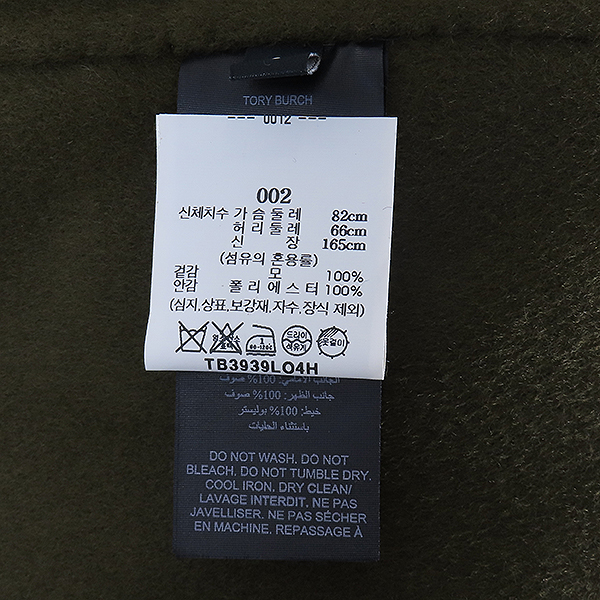 TORY BURCH
--- 0012 ---
002
신체치수 가 슴 둘 레 82cm
허 리 둘 레 66cm
신 장 165cm
(섬유의 혼용률)
겉감 모 100%
안감 폴 리 에 스 터 100%
(심지,상표,보강재,자수,장식 제외)
드라이
석유계
옷걸이
TB3939LO4H
الجانب الأمامي: 100% صوف
جانب الظهر: 100% صوف
خيط: 100% بوليستر
باستثناء الحليات
DO NOT WASH. DO NOT
BLEACH. DO NOT TUMBLE DRY.
COOL IRON. DRY CLEAN/
LAVAGE INTERDIT. NE PAS
JAVELLISER. NE PAS SÉCHER
EN MACHINE. REPASSAGE À